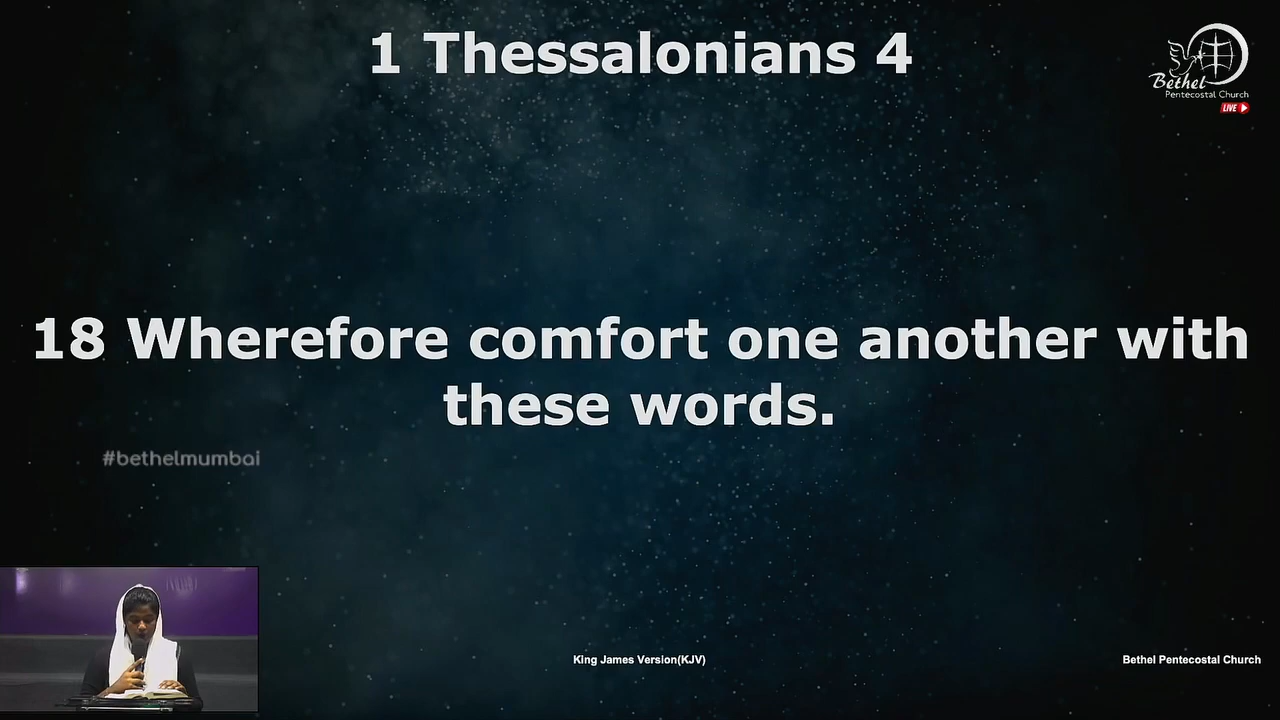 1 Thessalonians 4
Bethel
Pentecostal Church
LIVE
18 Wherefore comfort one another with
these words.
#bethelmumbai
King James Version(KJV)
Bethel Pentecostal Church